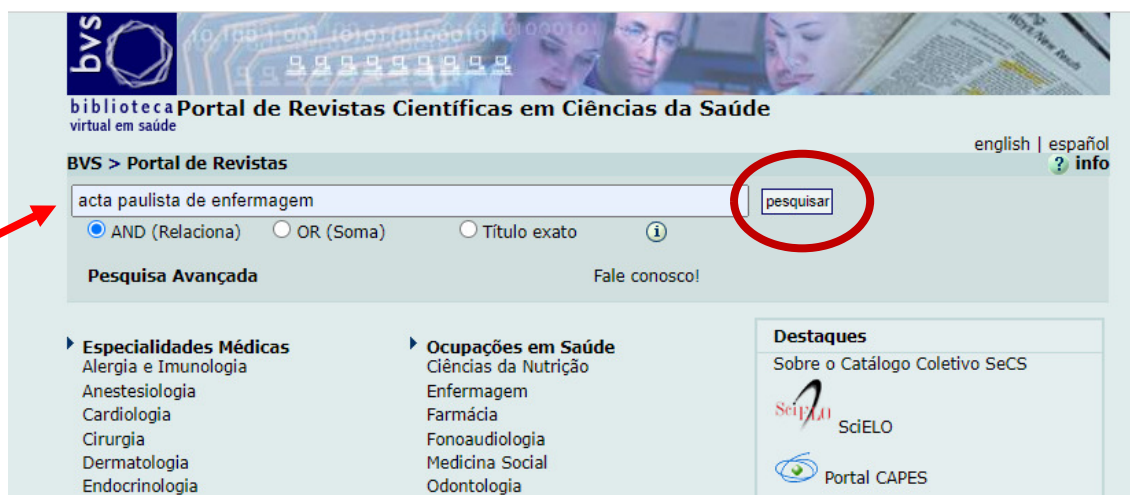 bvs
biblioteca
virtual em saúde
Portal de Revistas Científicas em Ciências da Saúde
english | español
BVS > Portal de Revistas
? info
acta paulista de enfermagem
pesquisar
AND (Relaciona) OR (Soma) Título exato i
Pesquisa Avançada Fale conosco!
Especialidades Médicas
Alergia e Imunologia
Anestesiologia
Cardiologia
Cirurgia
Dermatologia
Endocrinologia
Ocupações em Saúde
Ciências da Nutrição
Enfermagem
Farmácia
Fonoaudiologia
Medicina Social
Odontologia
Destaques
Sobre o Catálogo Coletivo SeCS
SciELO
SciELO
Portal CAPES